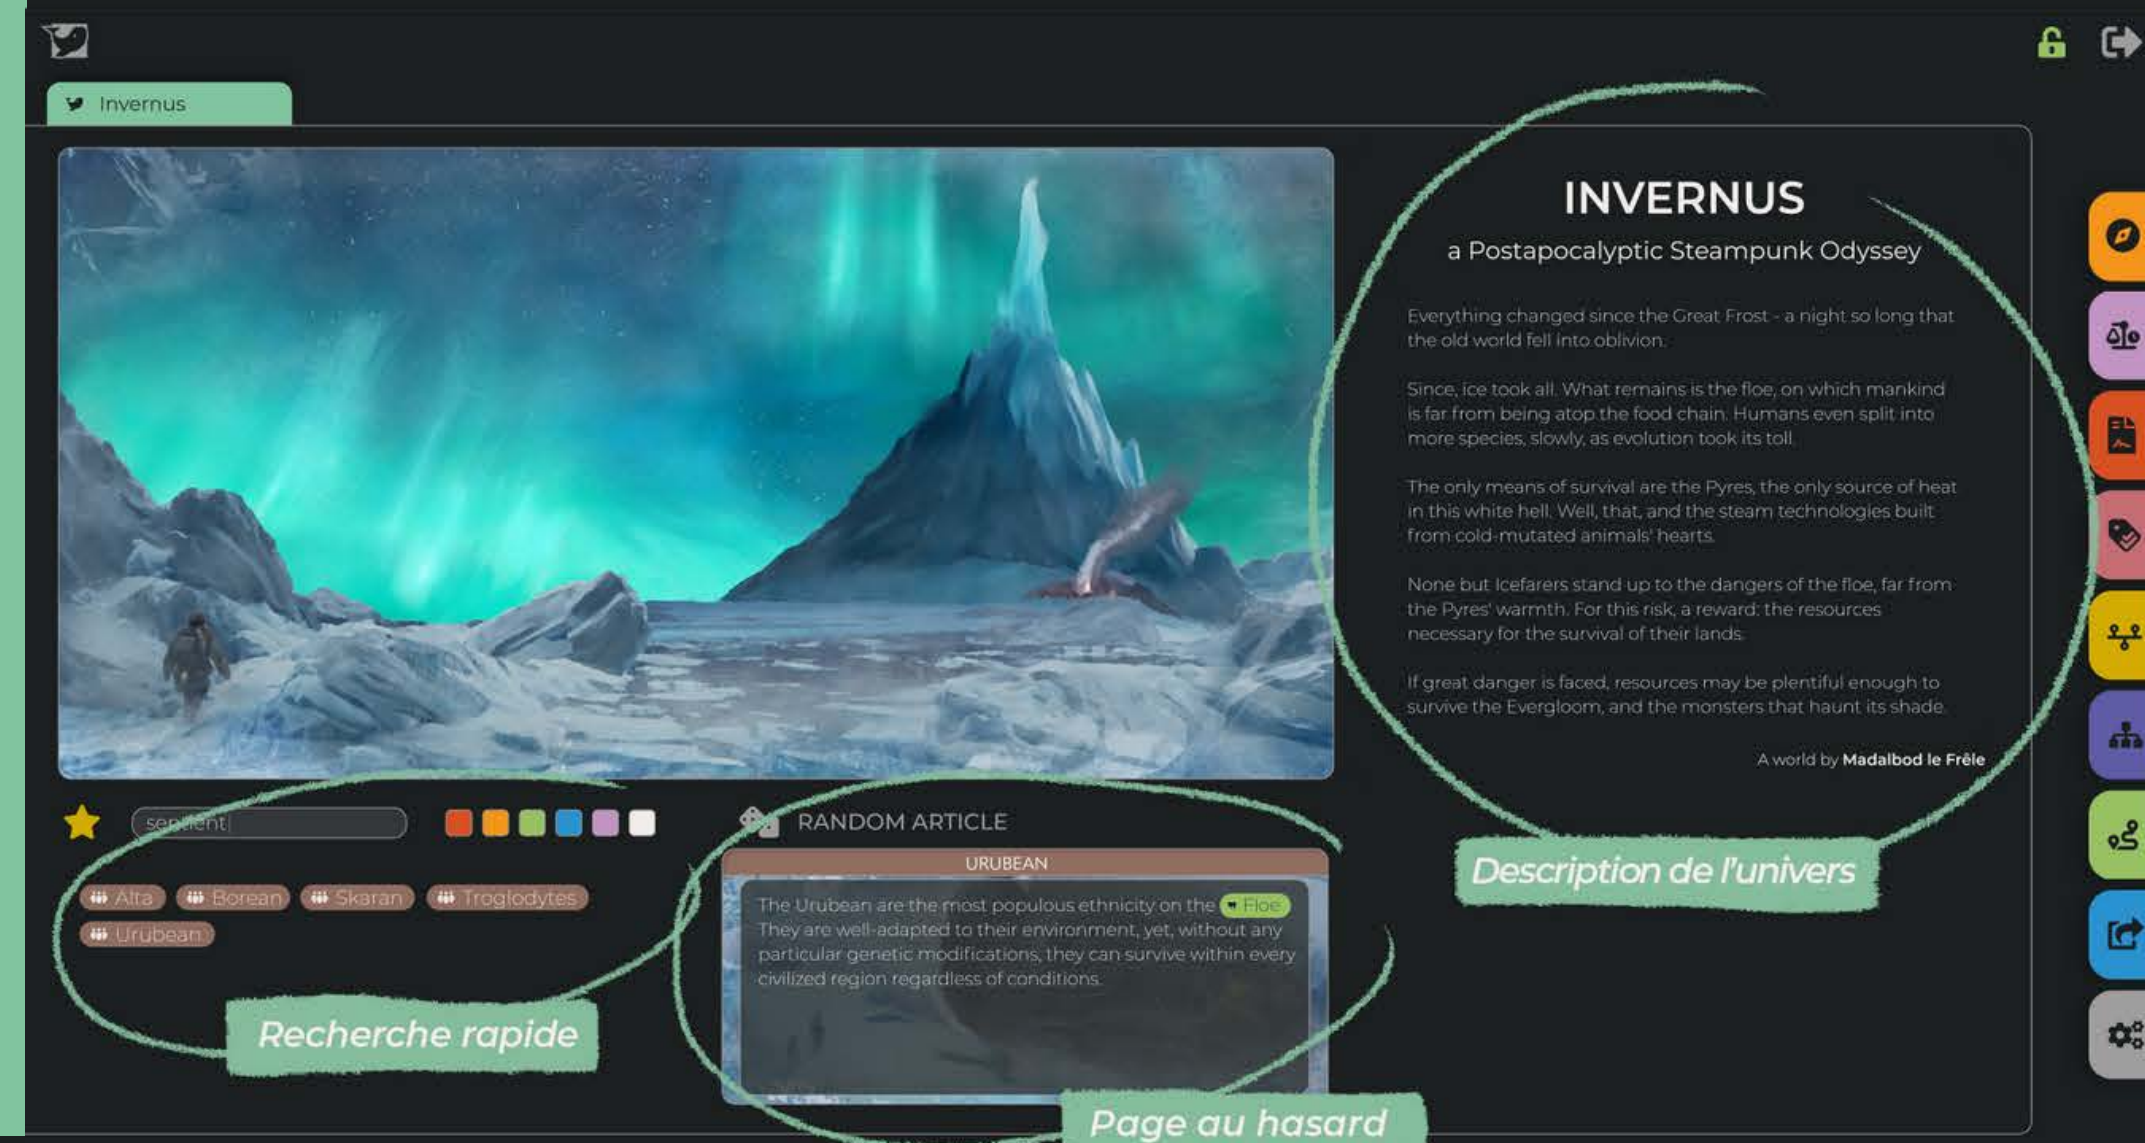 Invernus
INVERNUS
a Postapocalyptic Steampunk Odyssey
Everything changed since the Great Frost - a night so long that
the old world fell into oblivion.
Since, ice took all. What remains is the floe, on which mankind
is far from being atop the food chain. Humans even split into
more species, slowly, as evolution took its toll.
The only means of survival are the Pyres, the only source of heat
in this white hell. Well, that, and the steam technologies built
from cold-mutated animals' hearts.
None but Icefarers stand up to the dangers of the floe, far from
the Pyres' warmth. For this risk, a reward: the resources
necessary for the survival of their lands.
If great danger is faced, resources may be plentiful enough to
survive the Evergloom, and the monsters that haunt its shade.
A world by Madalbod le Frêle
Description de l'univers
sentient
Alta Borean Skaran Troglodytes
Urubean
Recherche rapide
RANDOM ARTICLE
URUBEAN
The Urubean are the most populous ethnicity on the Floe
They are well-adapted to their environment, yet, without any
particular genetic modifications, they can survive within every
civilized region regardless of conditions.
Page au hasard